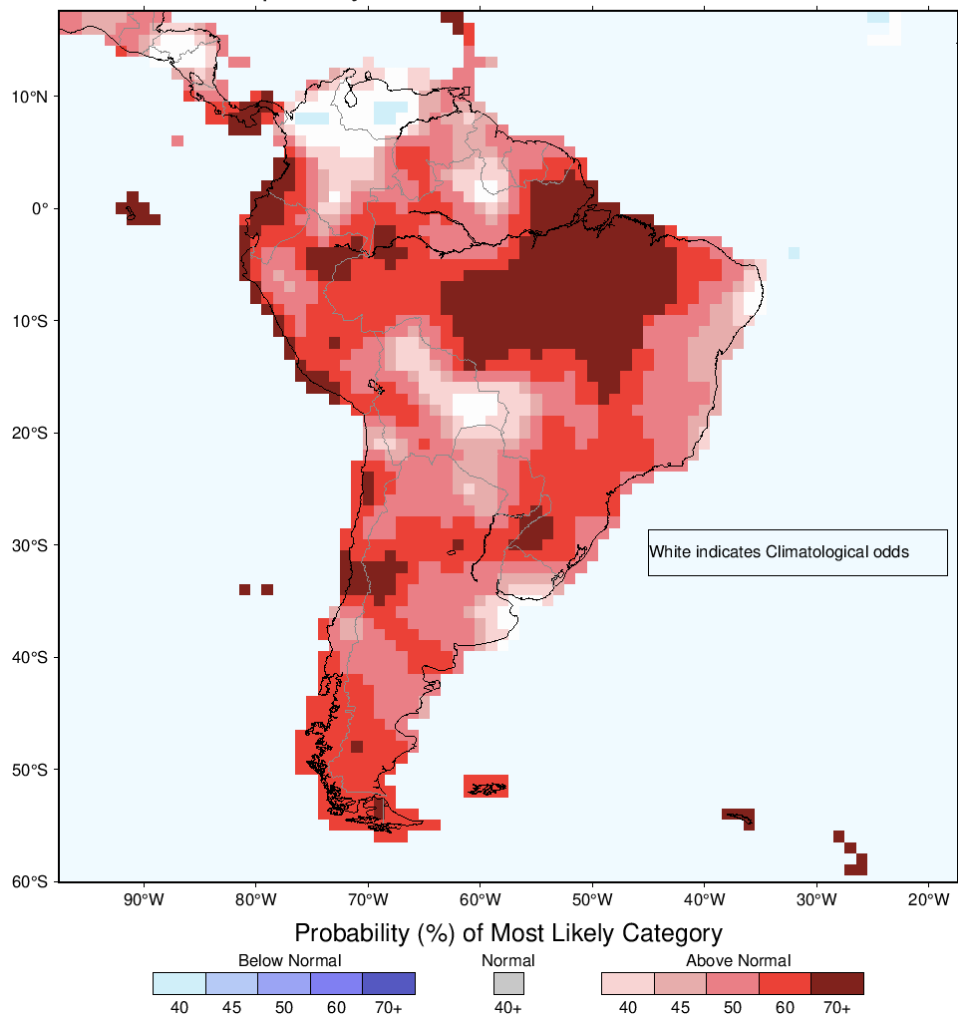 10°N
0°
10°S
20°S
30°S
White indicates Climatological odds
40°S
50°S
60°S
90°W 80°W 70°W 60°W 50°W 40°W 30°W 20°W
Probability (%) of Most Likely Category
Below Normal Normal Above Normal
40 45 50 60 70+ 40+ 40 45 50 60 70+